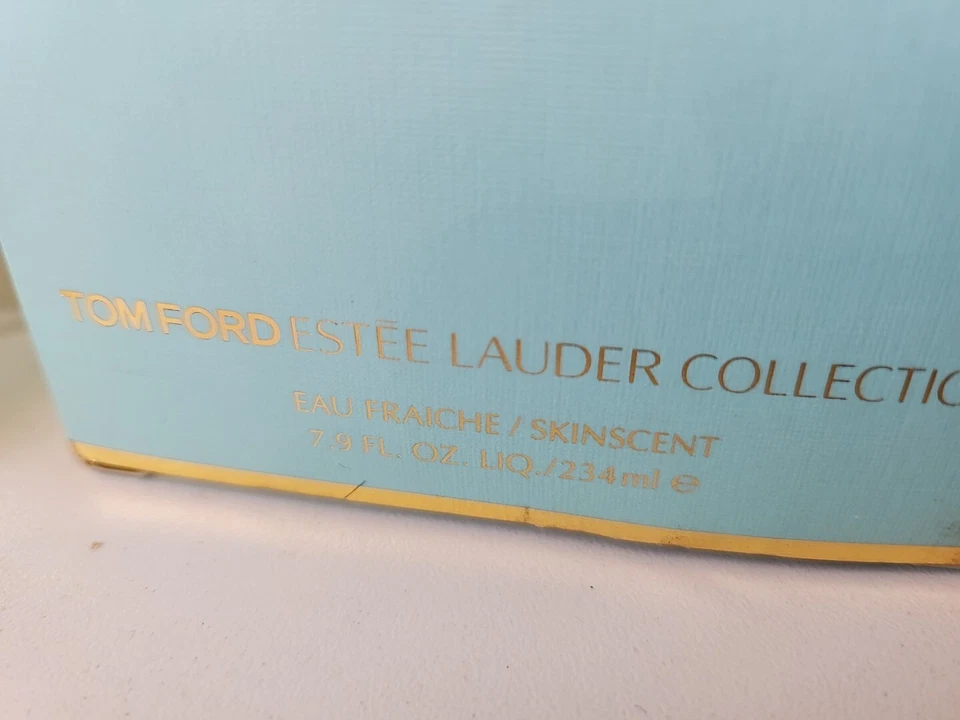 TOM FORD ESTĒE LAUDER COLLECTIO
EAU FRAICHE / SKINSCENT
7.9 FL. OZ. LIQ./234ml ℮